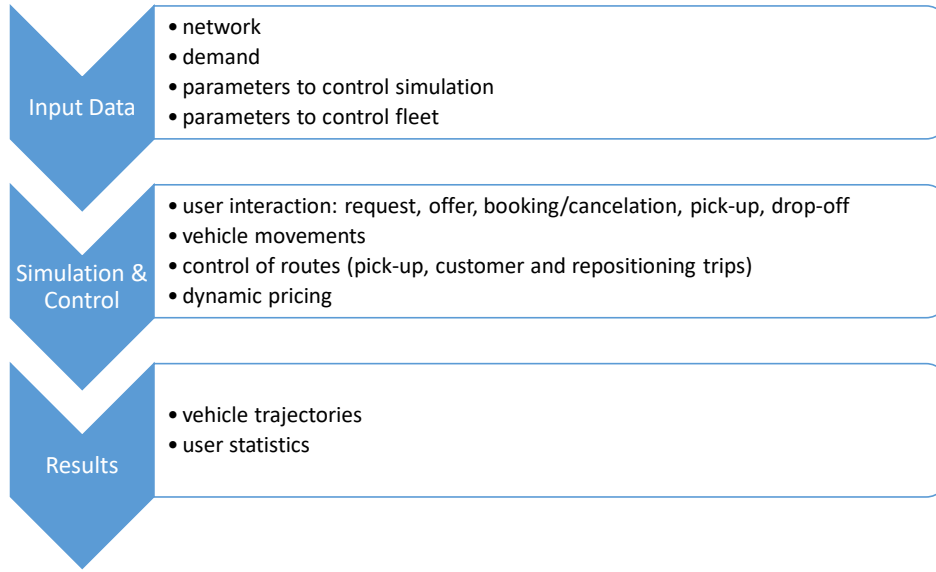 Input Data
• network
• demand
• parameters to control simulation
• parameters to control fleet
Simulation &
Control
• user interaction: request, offer, booking/cancelation, pick-up, drop-off
• vehicle movements
• control of routes (pick-up, customer and repositioning trips)
• dynamic pricing
Results
• vehicle trajectories
• user statistics